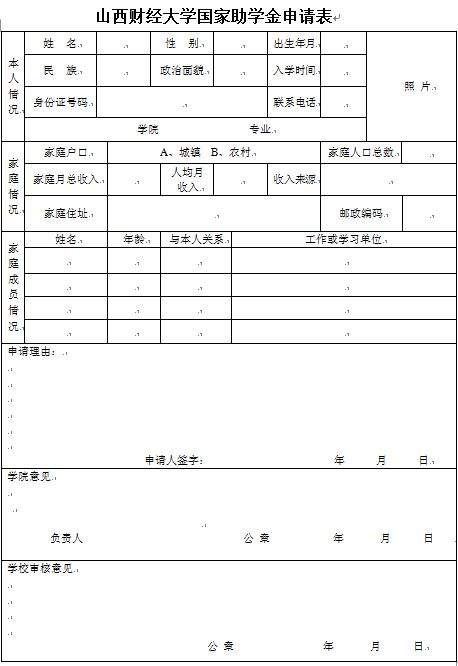 山西财经大学国家助学金申请表
本人情况
姓 名 性 别 出生年月
民 族 政治面貌 入学时间 照 片
身份证号码 联系电话
学院 专业
家庭情况
家庭户口 A、城镇 B、农村 家庭人口总数
家庭月总收入 人均月收入 收入来源
家庭住址 邮政编码
家庭成员情况
姓名 年龄 与本人关系 工作或学习单位
申请理由:
申请人签字: 年 月 日
学院意见
负责人 公 章 年 月 日
学校审核意见
公 章 年 月 日